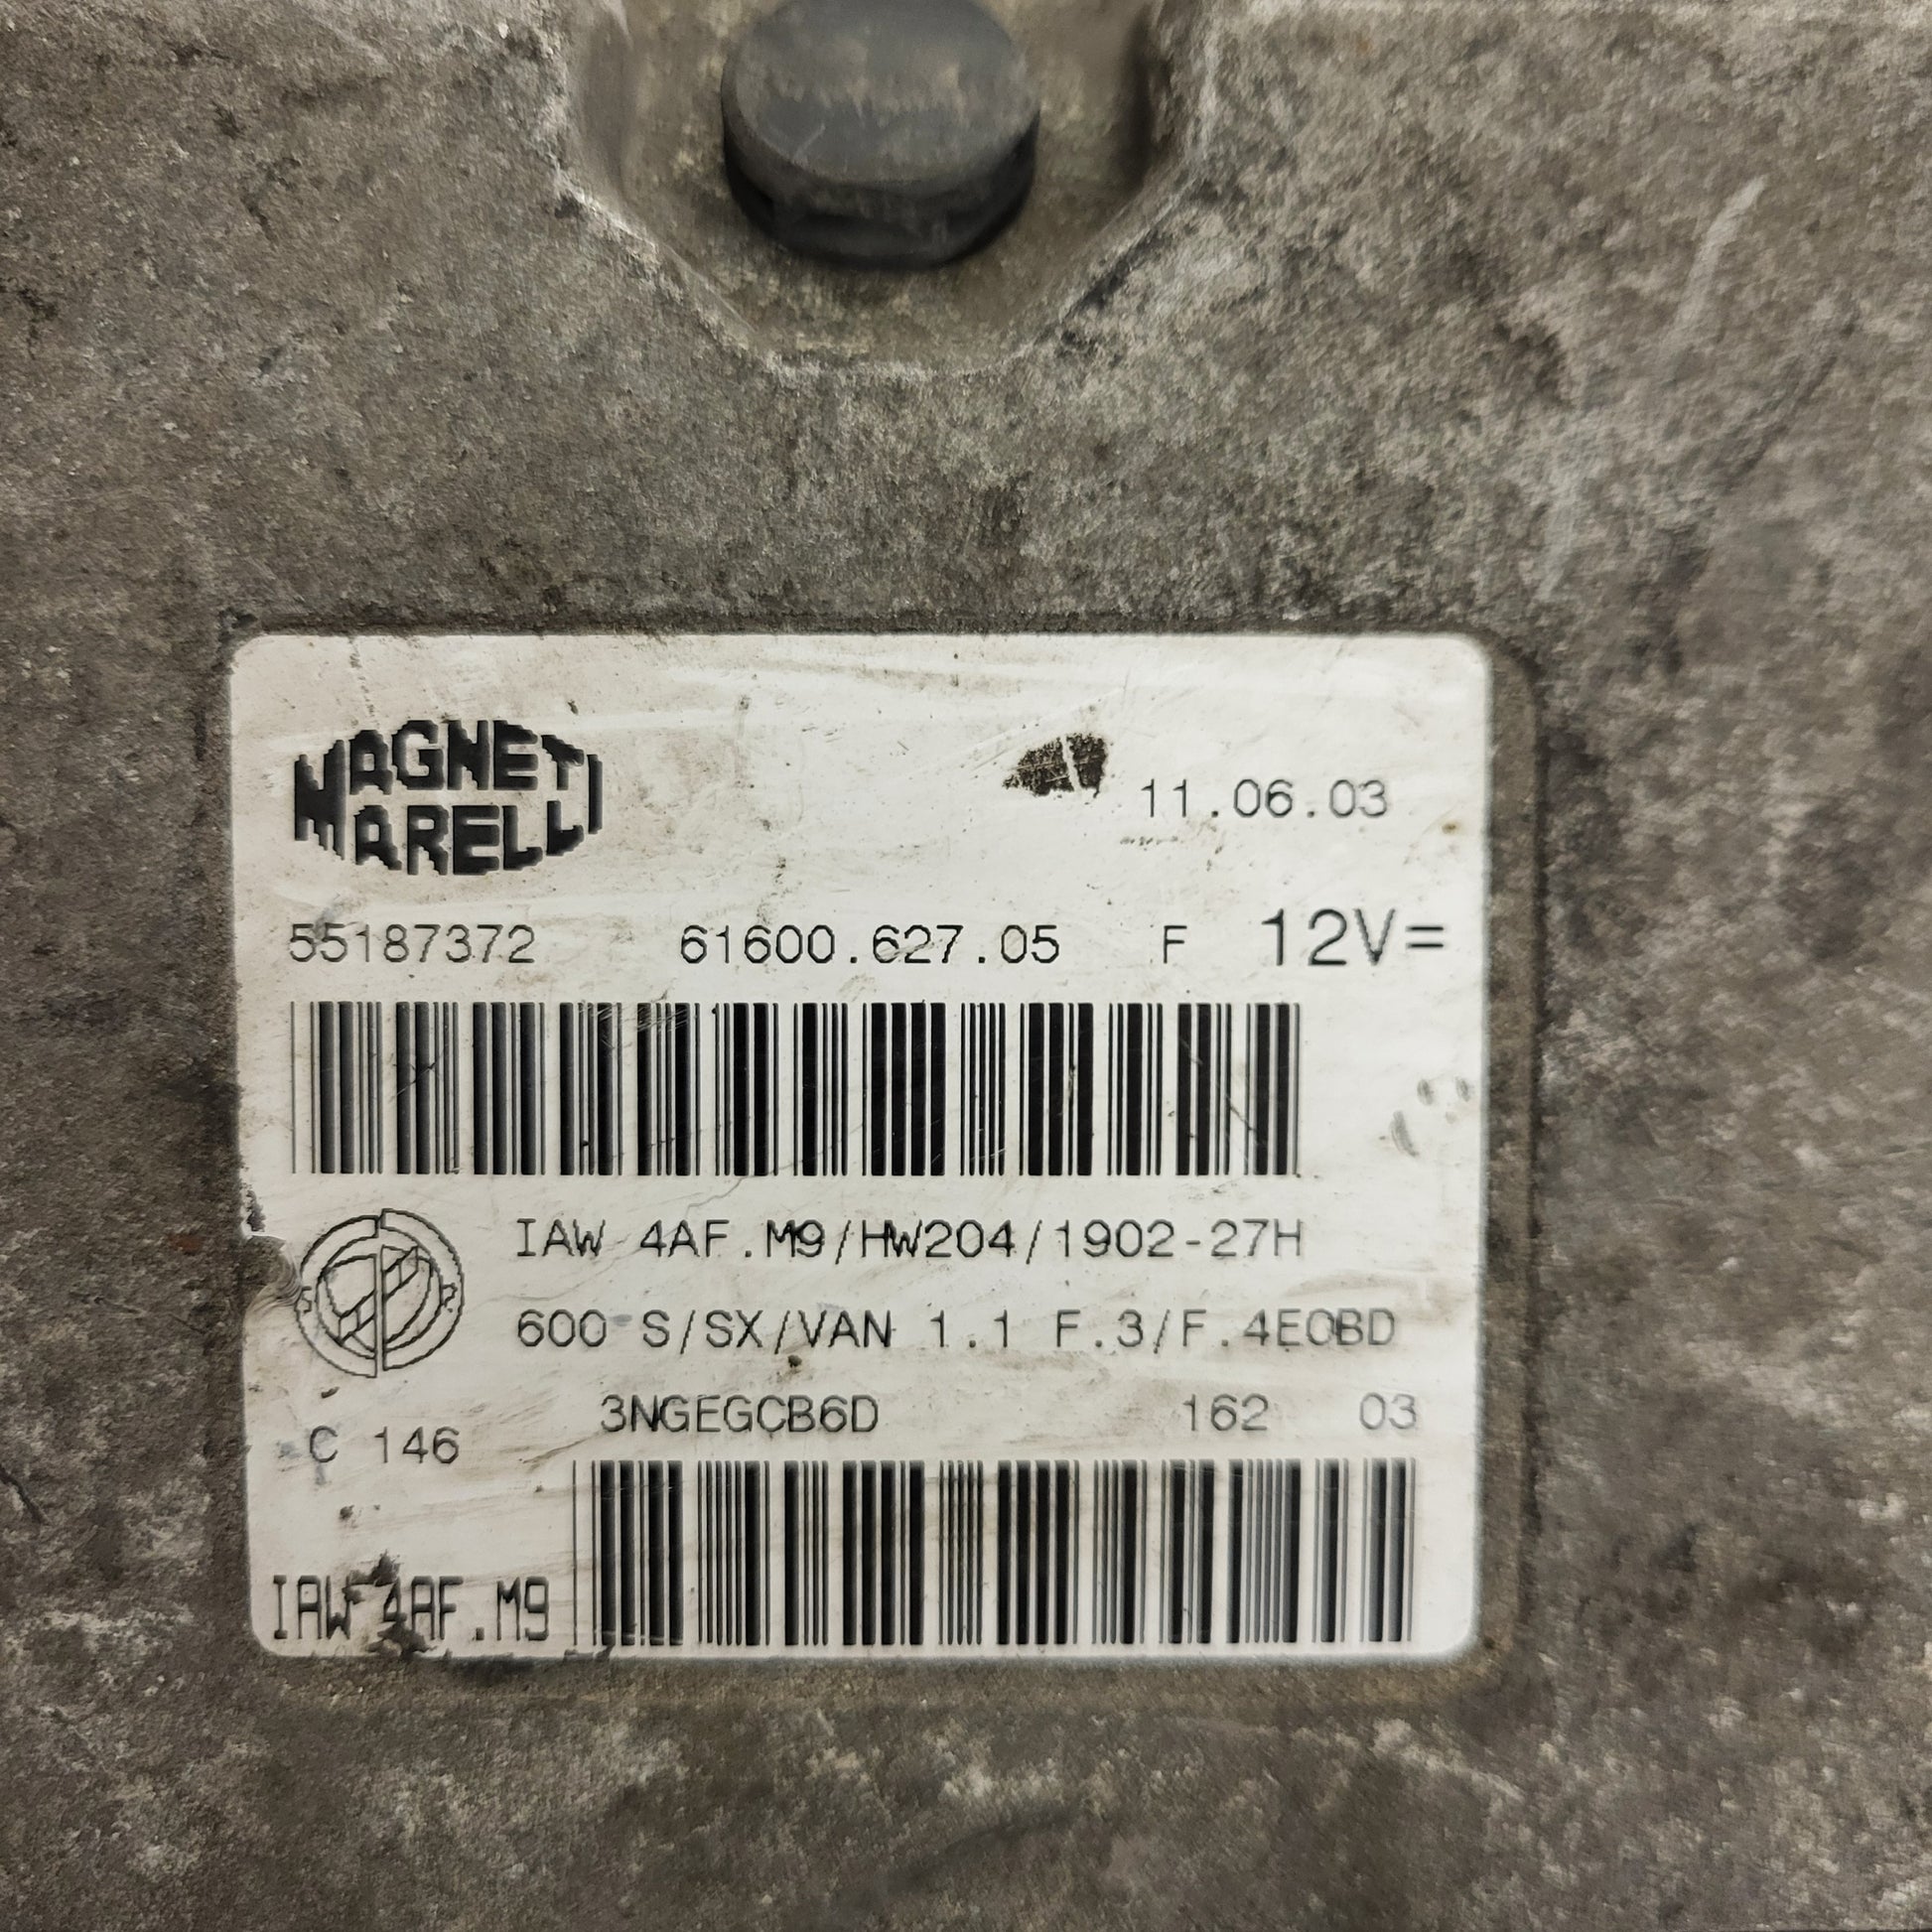 MAGNETI
MARELLI
11.06.03
55187372 61600.627.05 F 12V=
IAW 4AF.M9/HW204/1902-27H
600 S/SX/VAN 1.1 F.3/F.4EOBD
3NGEGCB6D 162 03
C 146
IAW 4AF.M9